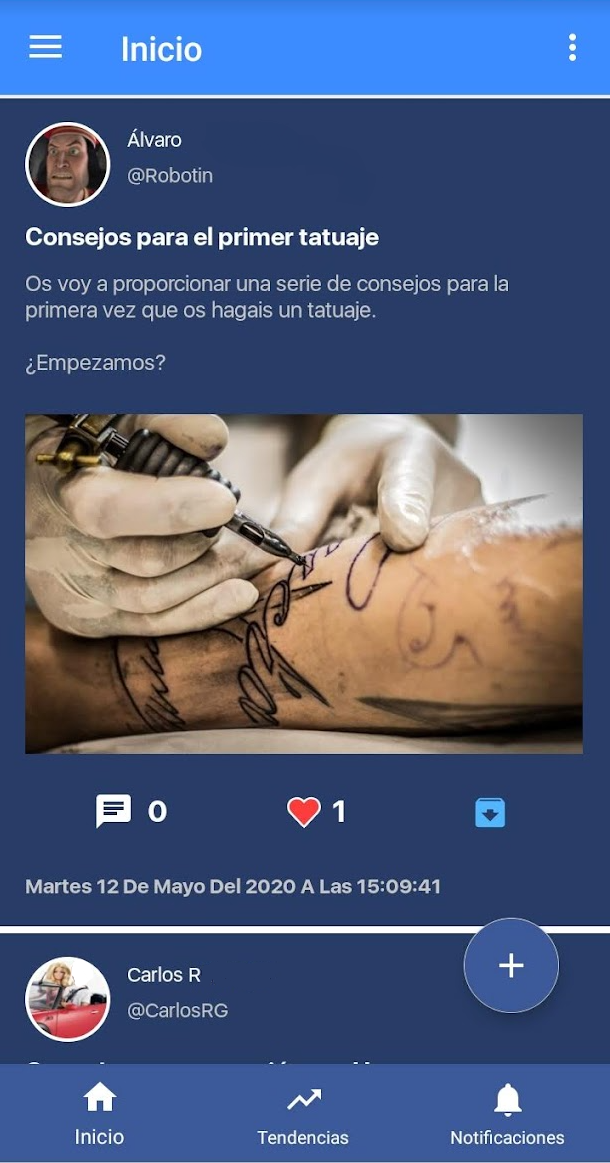 Inicio
Álvaro
@Robotin
Consejos para el primer tatuaje
Os voy a proporcionar una serie de consejos para la
primera vez que os hagais un tatuaje.
¿Empezamos?
0
1
Martes 12 De Mayo Del 2020 A Las 15:09:41
Carlos R
@CarlosRG
+
Inicio
Tendencias
Notificaciones